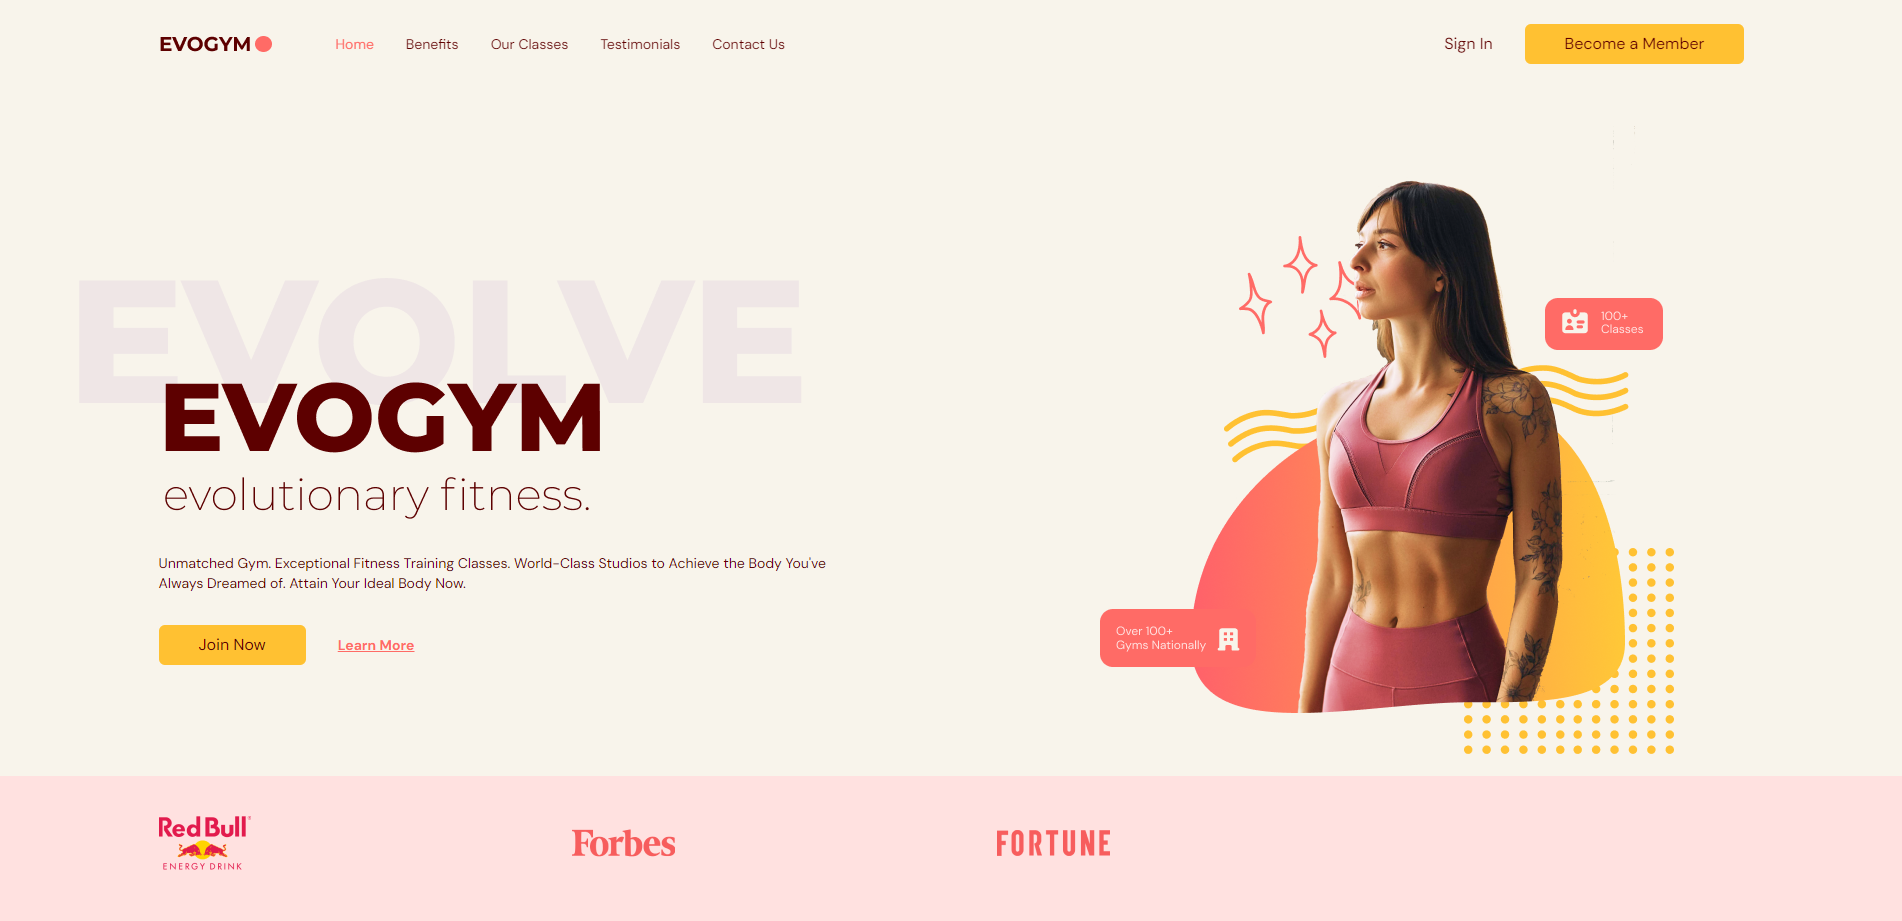 EVOGYM
Home
Benefits
Our Classes
Testimonials
Contact Us
Sign In
Become a Member
EVOLVE
EVOGYM
evolutionary fitness.
Unmatched Gym. Exceptional Fitness Training Classes. World-Class Studios to Achieve the Body You've
Always Dreamed of. Attain Your Ideal Body Now.
Join Now
Learn More
100+
Classes
Over 100+
Gyms Nationally
Red Bull
ENERGY DRINK
Forbes
FORTUNE